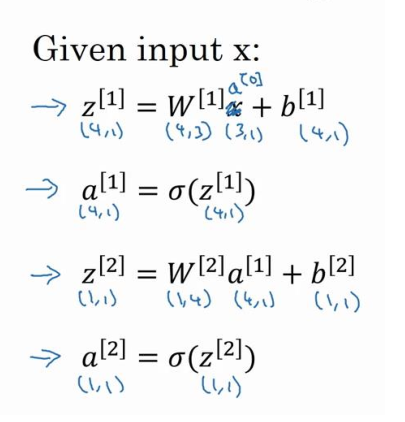 Given input x:
a^[0]
→ z^[1] = W^[1]x + b^[1]
(4,1) (4,3) (3,1) (4,1)
→ a^[1] = σ(z^[1])
(4,1) (4,1)
→ z^[2] = W^[2]a^[1] + b^[2]
(1,1) (1,4) (4,1) (1,1)
→ a^[2] = σ(z^[2])
(1,1) (1,1)